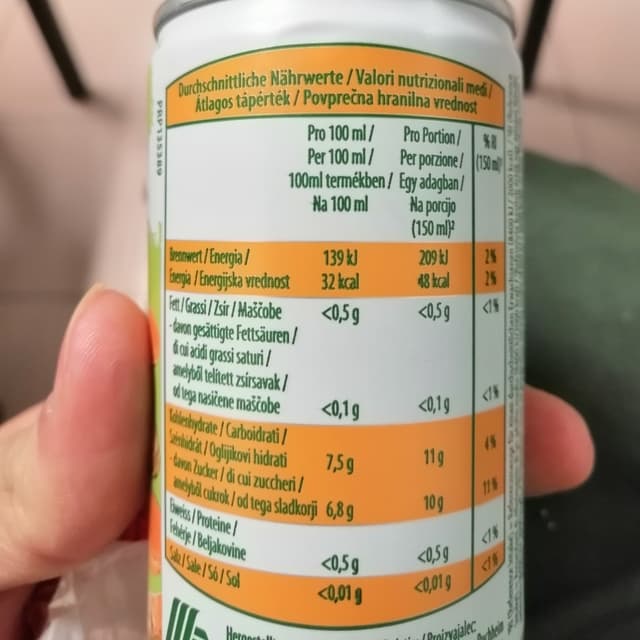 Durchschnittliche Nährwerte / Valori nutrizionali medi /
Átlagos tápérték / Povprečna hranilna vrednost
PRP135389
Pro 100 ml / Pro Portion /
Per 100 ml / Per porzione / (150 ml)
100ml termékben / Egy adagban /
Na 100 ml Na porcijo
(150 ml)²
Brennwert / Energia / 139 kJ 209 kJ 2%
Energia / Energijska vrednost 32 kcal 48 kcal 2%
Fett / Grassi / Zsír / Maščobe <0,5 g <0,5 g <1%
- davon gesättigte Fettsäuren /
di cui acidi grassi saturi /
amelyből telített zsírsavak /
od tega nasičene maščobe <0,1 g <0,1 g <1%
Kohlenhydrate / Carboidrati /
Szénhidrát / Ogljikovi hidrati 7,5 g 11 g 4%
- davon Zucker / di cui zuccheri /
amelyből cukrok / od tega sladkorji 6,8 g 10 g 11%
Eiweiss / Proteine /
Fehérje / Beljakovine <0,5 g <0,5 g <1%
Salz / Sale / Só / Sol <0,01 g <0,01 g <1%